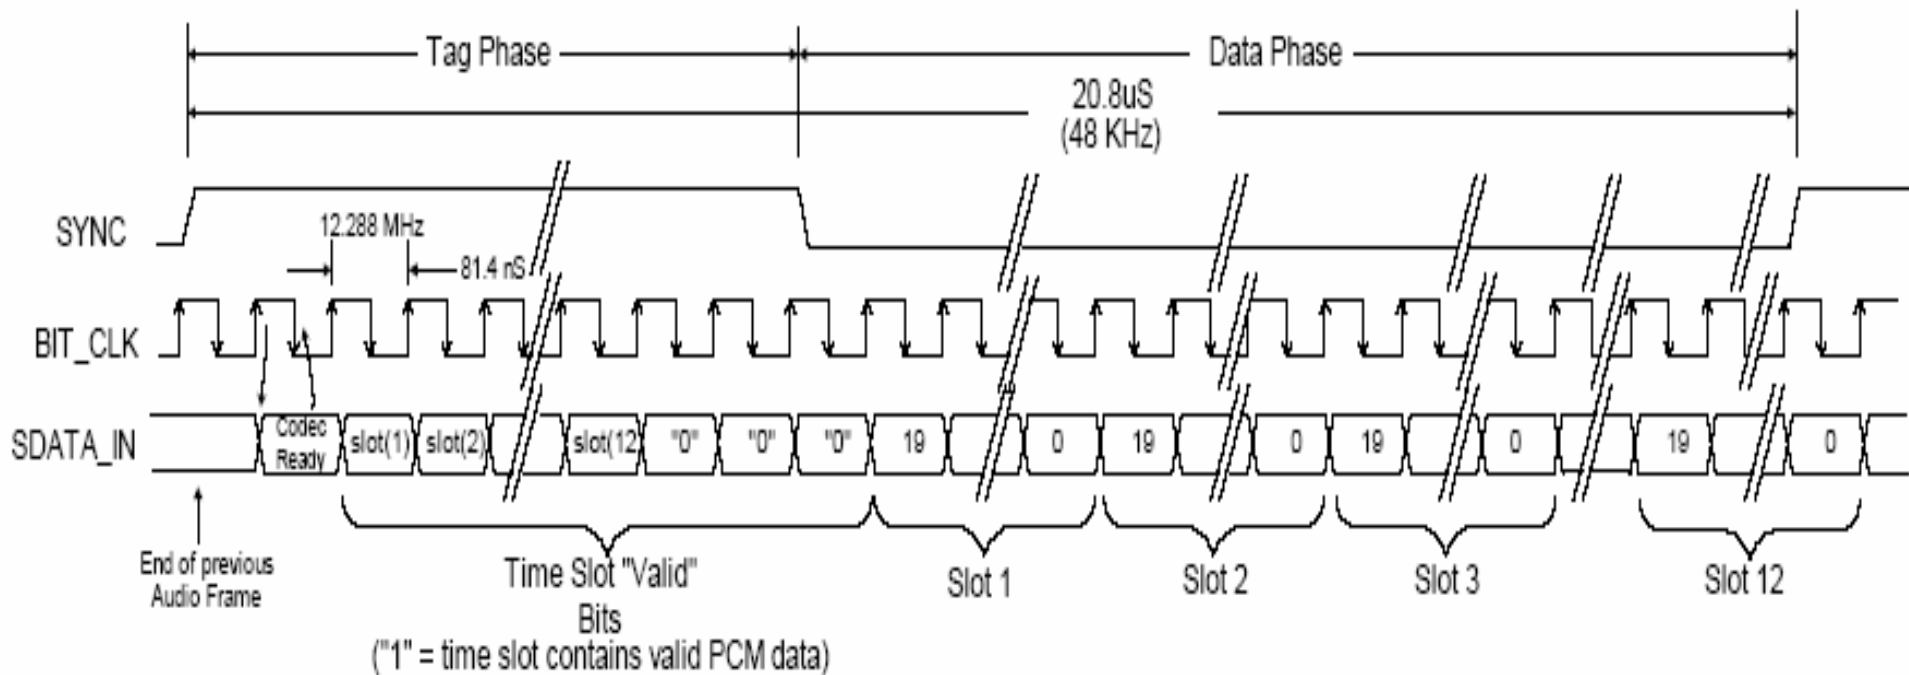 Tag Phase
Data Phase
20.8uS
(48 KHz)
SYNC
12.288 MHz
81.4 nS
BIT_CLK
SDATA_IN
Codec
Ready
slot(1)
slot(2)
slot(12
"0"
"0"
"0"
19
0
19
0
19
0
19
0
End of previous
Audio Frame
Time Slot "Valid"
Bits
("1" = time slot contains valid PCM data)
Slot 1
Slot 2
Slot 3
Slot 12